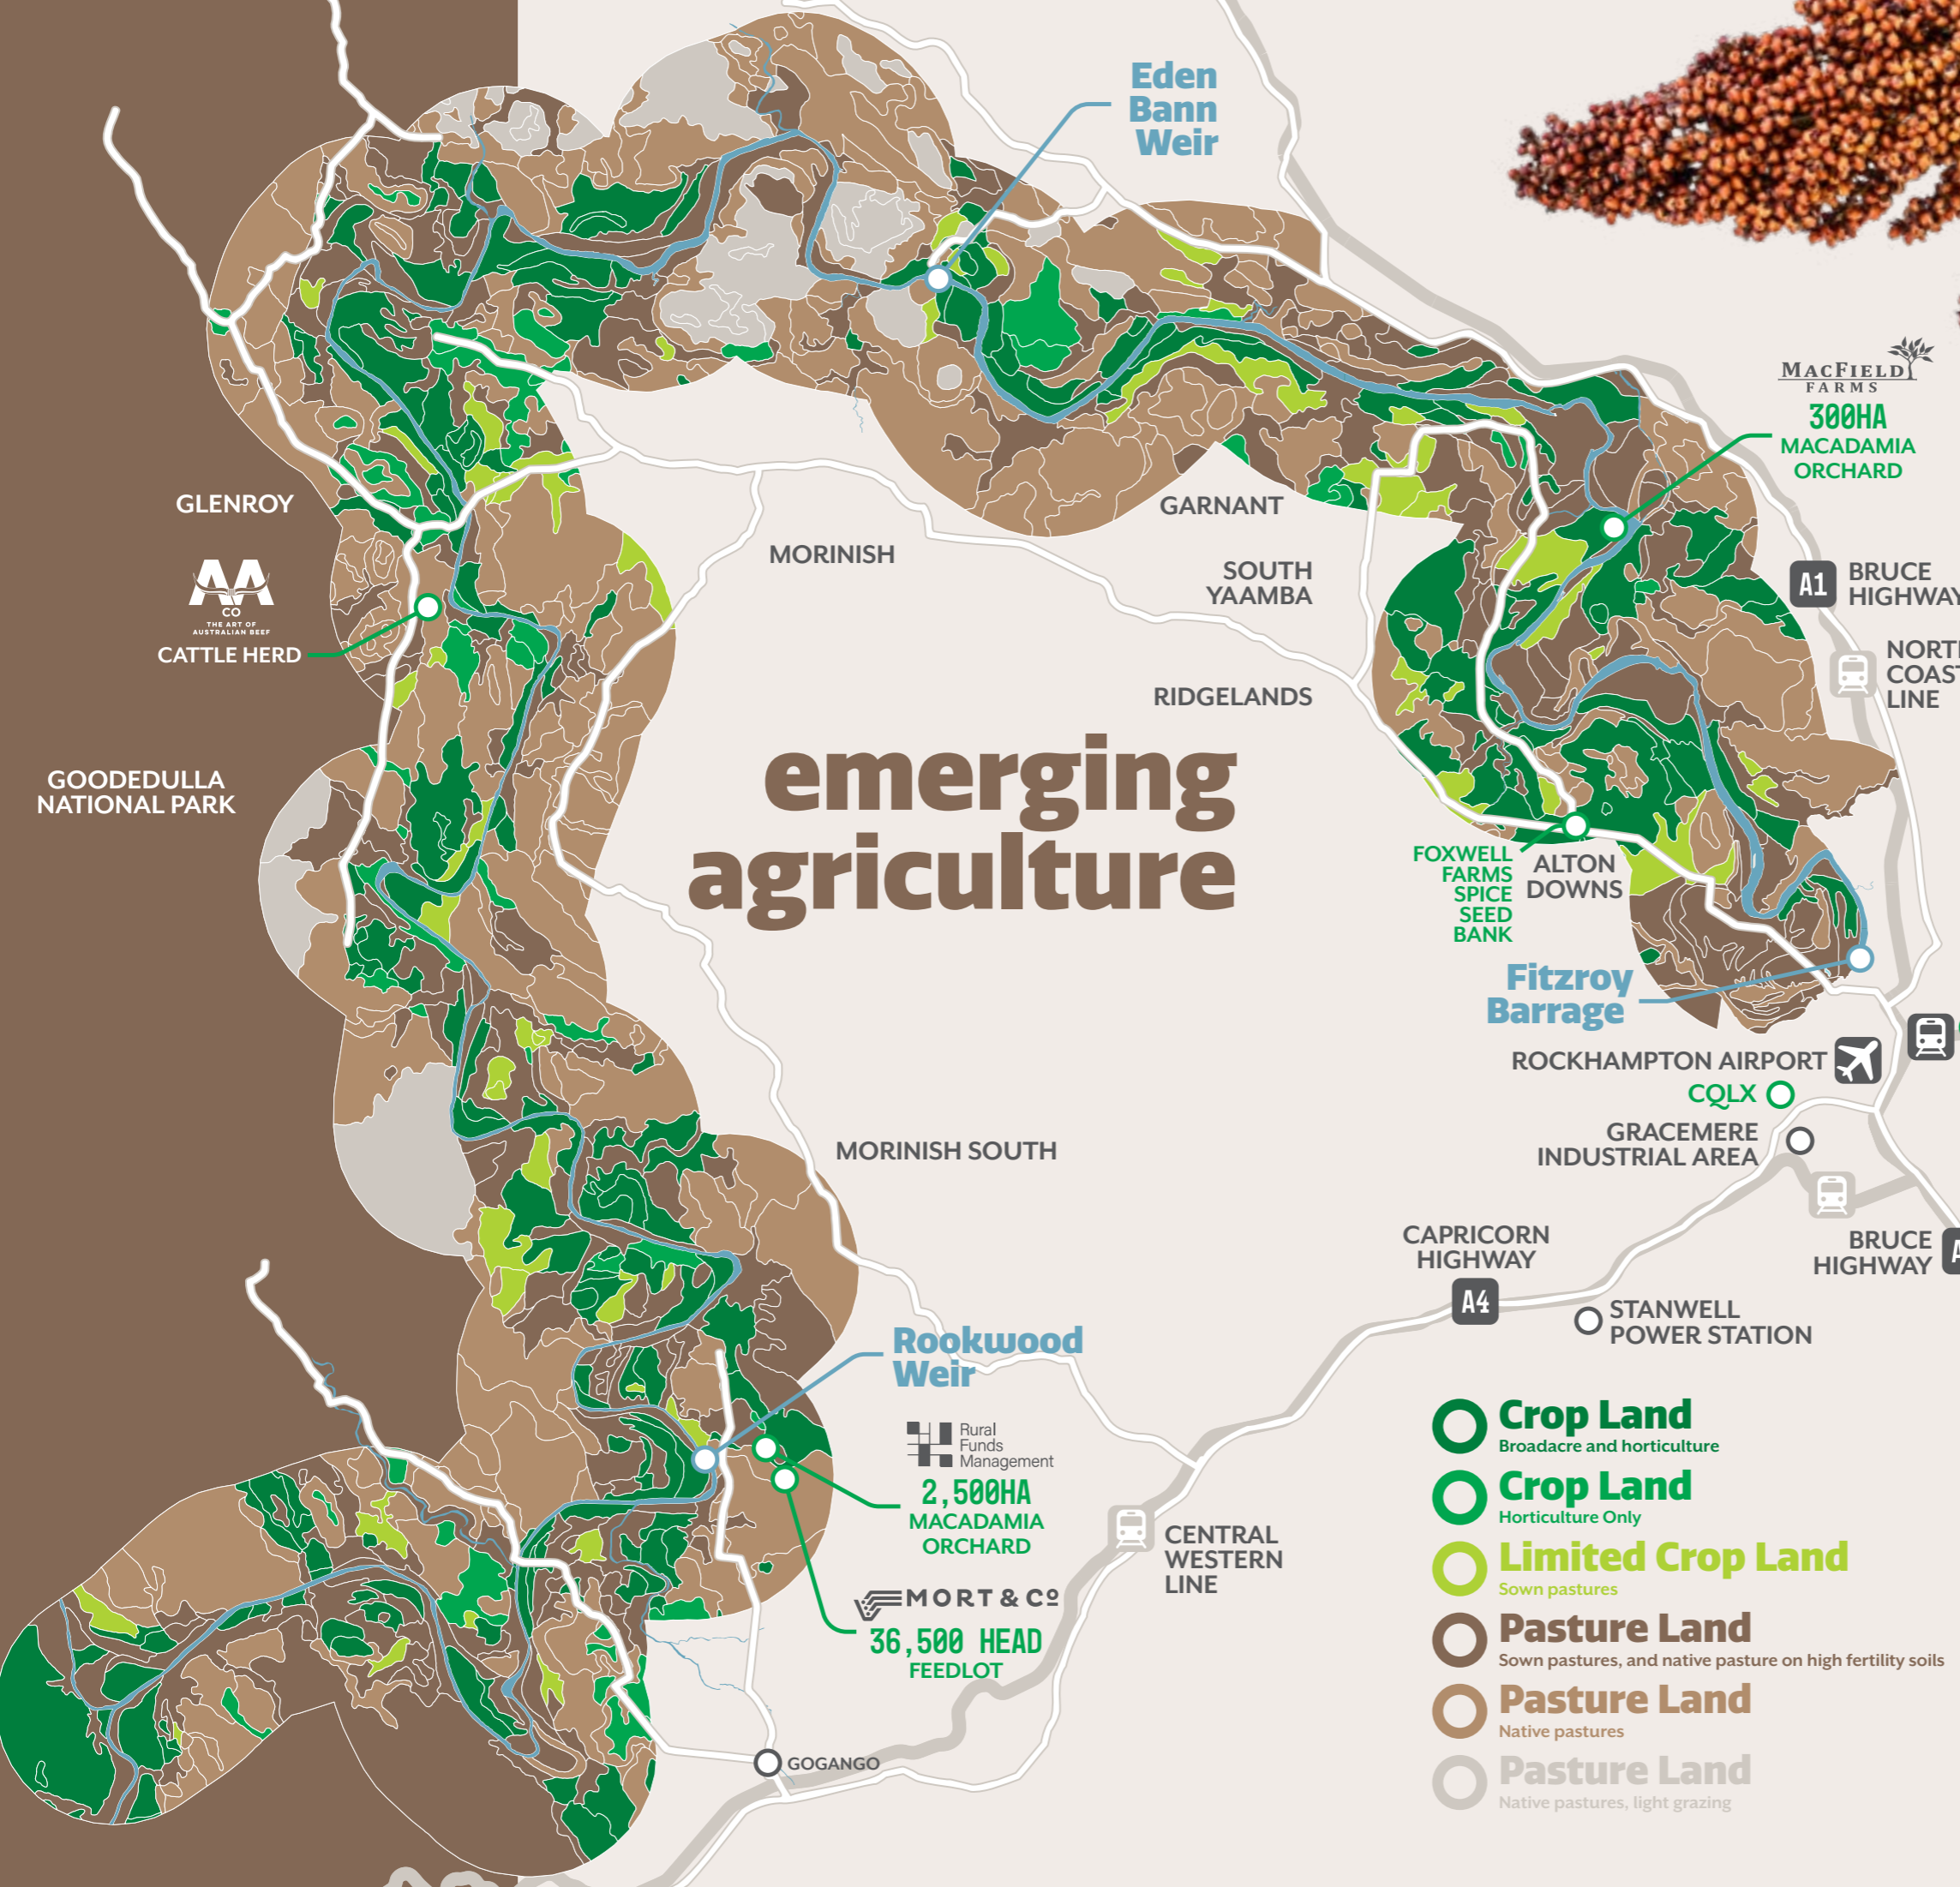 Eden
Bann
Weir
MACFIELD
FARMS
300HA
MACADAMIA
ORCHARD
GLENROY
GARNANT
MORINISH
SOUTH
YAAMBA
A1
BRUCE
HIGHWAY
AA
CO
THE ART OF
AUSTRALIAN BEEF
CATTLE HERD
COAST
LINE
RIDGELANDS
emerging
agriculture
GOODEDULLA
NATIONAL PARK
FOXWELL
FARMS
SPICE
SEED
BANK
ALTON
DOWNS
Fitzroy
Barrage
ROCKHAMPTON AIRPORT
CQLX
GRACEMERE
INDUSTRIAL AREA
MORINISH SOUTH
CAPRICORN
HIGHWAY
A4
BRUCE
HIGHWAY
STANWELL
POWER STATION
Rookwood
Weir
Rural
Funds
Management
2,500HA
MACADAMIA
ORCHARD
MORT & Co
36,500 HEAD
FEEDLOT
CENTRAL
WESTERN
LINE
GOGANGO
Crop Land
Broadacre and horticulture
Crop Land
Horticulture Only
Limited Crop Land
Sown pastures
Pasture Land
Sown pastures, and native pasture on high fertility soils
Pasture Land
Native pastures
Pasture Land
Native pastures, light grazing